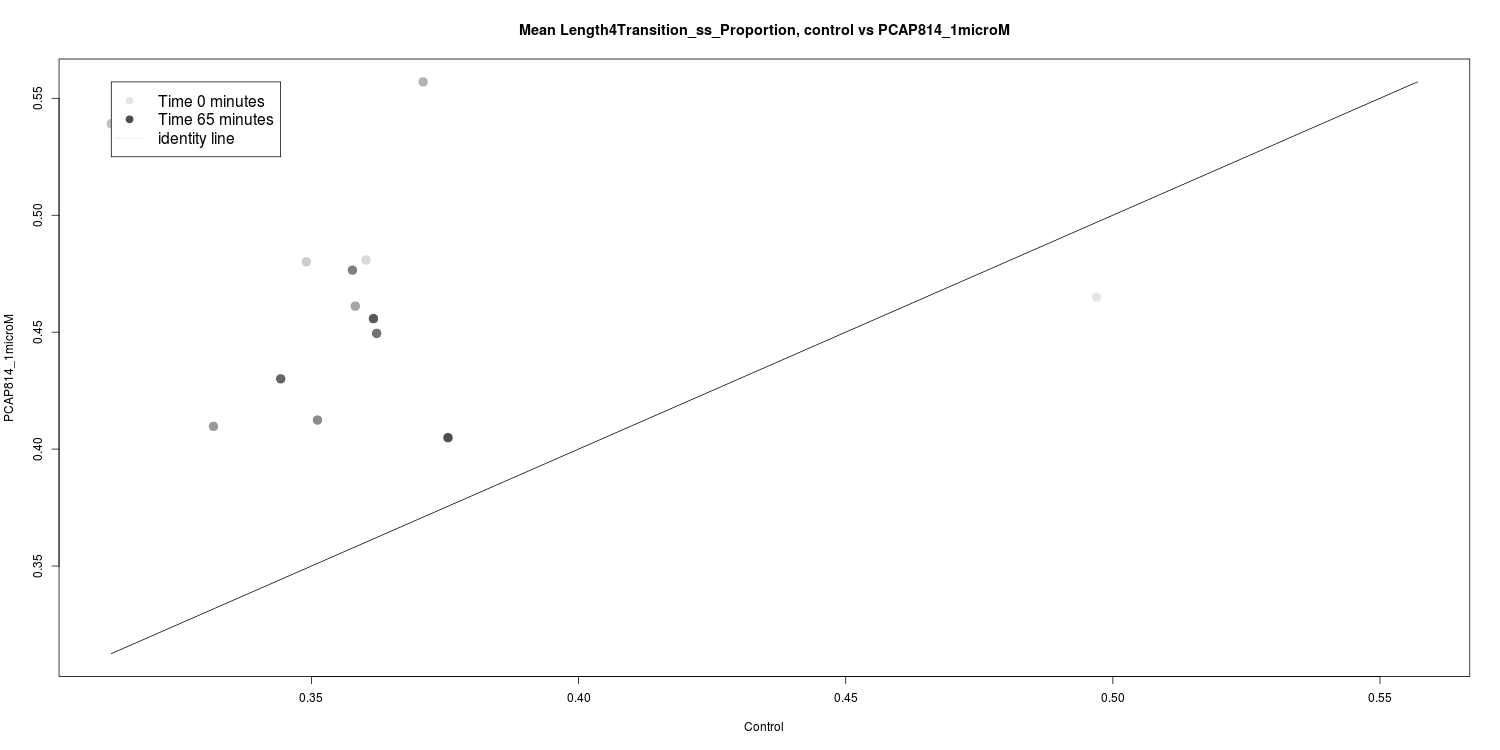 Mean Length4Transition_ss_Proportion, control vs PCAP814_1microM
Time 0 minutes
Time 65 minutes
identity line
0.55
0.50
0.45
0.40
0.35
PCAP814_1microM
0.35
0.40
0.45
0.50
0.55
Control